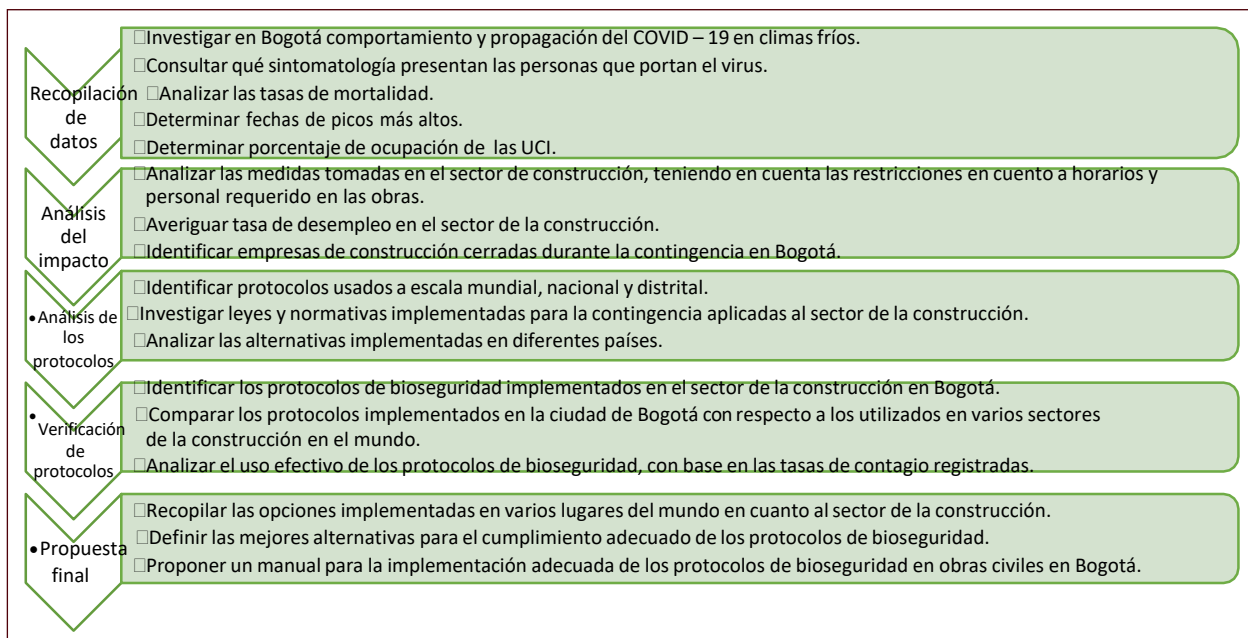 Recopilación
de
datos
□Investigar en Bogotá comportamiento y propagación del COVID – 19 en climas fríos.
□Consultar qué sintomatología presentan las personas que portan el virus.
□Analizar las tasas de mortalidad.
□Determinar fechas de picos más altos.
□Determinar porcentaje de ocupación de las UCI.
Análisis
del
impacto
□Analizar las medidas tomadas en el sector de construcción, teniendo en cuenta las restricciones en cuento a horarios y
personal requerido en las obras.
□Averiguar tasa de desempleo en el sector de la construcción.
□Identificar empresas de construcción cerradas durante la contingencia en Bogotá.
•Análisis de
los
protocolos
□Identificar protocolos usados a escala mundial, nacional y distrital.
□Investigar leyes y normativas implementadas para la contingencia aplicadas al sector de la construcción.
□Analizar las alternativas implementadas en diferentes países.
•
Verificación
de
protocolos
□Identificar los protocolos de bioseguridad implementados en el sector de la construcción en Bogotá.
□Comparar los protocolos implementados en la ciudad de Bogotá con respecto a los utilizados en varios sectores
de la construcción en el mundo.
□Analizar el uso efectivo de los protocolos de bioseguridad, con base en las tasas de contagio registradas.
•Propuesta
final
□Recopilar las opciones implementadas en varios lugares del mundo en cuanto al sector de la construcción.
□Definir las mejores alternativas para el cumplimiento adecuado de los protocolos de bioseguridad.
□Proponer un manual para la implementación adecuada de los protocolos de bioseguridad en obras civiles en Bogotá.